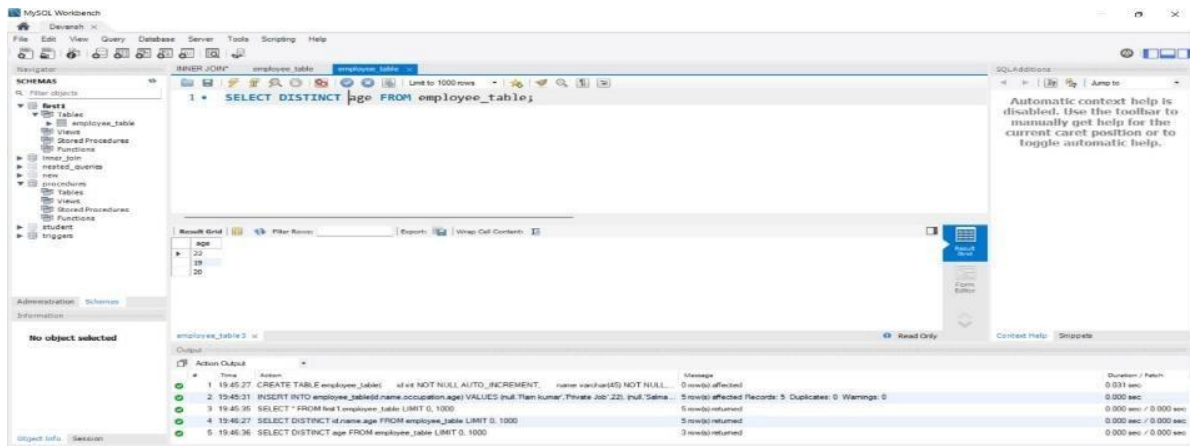 MySQL Workbench
Devansh ×
File Edit View Query Database Server Tools Scripting Help
Navigator
SCHEMAS
Filter objects
first1
Tables
employee_table
Views
Stored Procedures
Functions
inner_join
nested_queries
new
procedures
Tables
Views
Stored Procedures
Functions
student
triggers
Administration Schemas
Information
No object selected
Object Info Session
INNER JOIN* employee_table employee_table ×
Limit to 1000 rows
1 SELECT DISTINCT age FROM employee_table;
Result Grid Filter Rows: Export: Wrap Cell Content:
age
22
19
20
Result Grid
Form Editor
employee_table3 × Read Only
Output
Action Output
# Time Action Message Duration / Fetch
1 19:45:27 CREATE TABLE employee_table( id int NOT NULL AUTO_INCREMENT, name varchar(45) NOT NULL,... 0 row(s) affected 0.031 sec
2 19:45:31 INSERT INTO employee_table(id,name,occupation,age) VALUES (null,'Ram kumar','Private Job',22), (null,'Salma... 5 row(s) affected Records: 5 Duplicates: 0 Warnings: 0 0.000 sec
3 19:45:35 SELECT * FROM first1.employee_table LIMIT 0, 1000 5 row(s) returned 0.000 sec / 0.000 sec
4 19:46:27 SELECT DISTINCT id,name,age FROM employee_table LIMIT 0, 1000 5 row(s) returned 0.000 sec / 0.000 sec
5 19:46:36 SELECT DISTINCT age FROM employee_table LIMIT 0, 1000 3 row(s) returned 0.000 sec / 0.000 sec
SQLAdditions
Jump to
Automatic context help is
disabled. Use the toolbar to
manually get help for the
current caret position or to
toggle automatic help.
Context Help Snippets